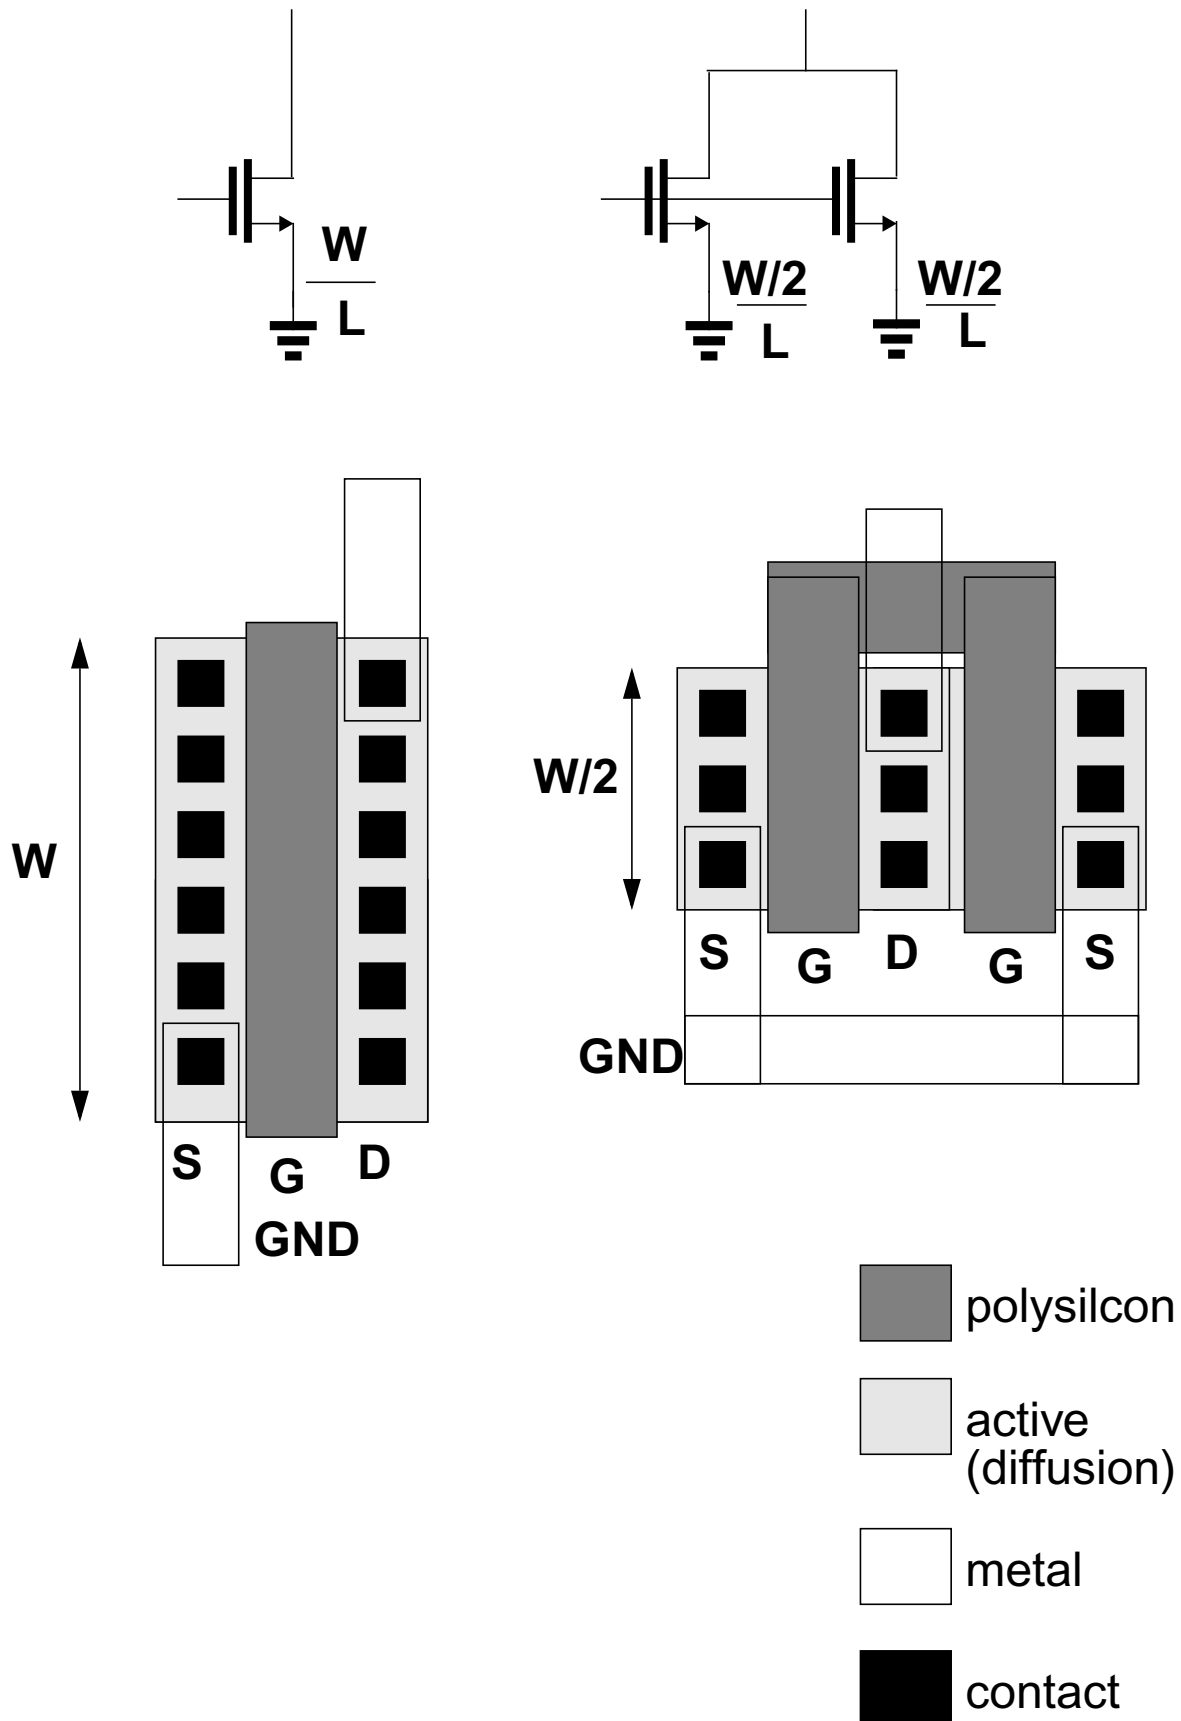 W
L
W/2
L
W/2
L
W
S
G
D
GND
W/2
S
G
D
G
S
GND
polysilcon
active
(diffusion)
metal
contact